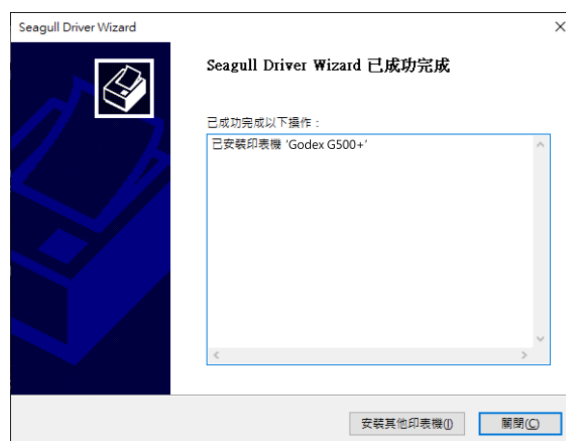 Seagull Driver Wizard
Seagull Driver Wizard 已成功完成
已成功完成以下操作：
已安裝印表機 'Godex G500+'
安裝其他印表機(I)
關閉(C)